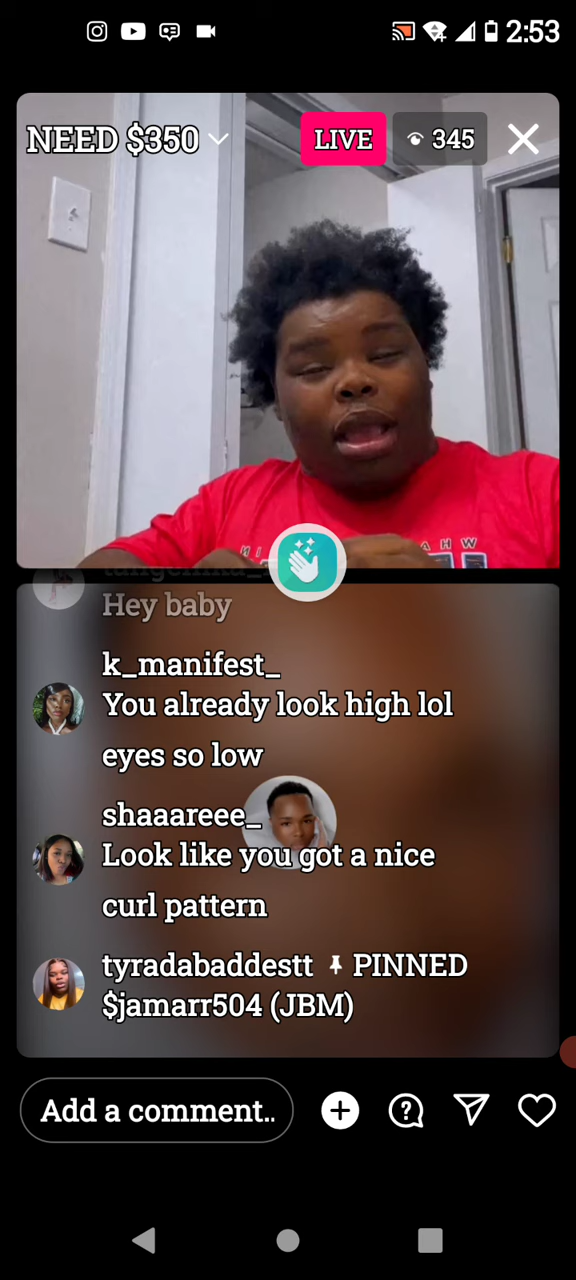 2:53
NEED $350
LIVE
345
Hey baby
k_manifest_
You already look high lol
eyes so low
shaaareee_
Look like you got a nice
curl pattern
tyradabaddestt PINNED
$jamarr504 (JBM)
Add a comment..